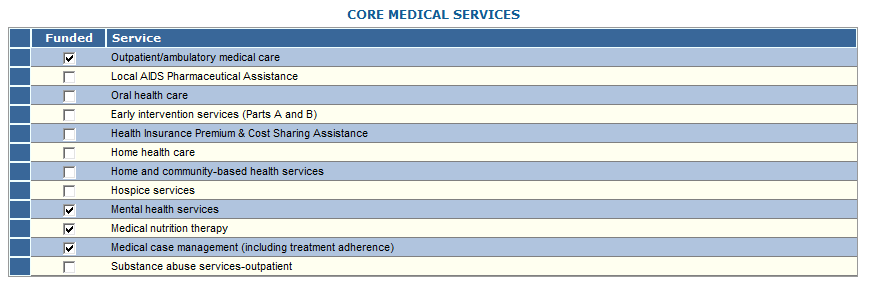 CORE MEDICAL SERVICES
Funded Service
Outpatient/ambulatory medical care
Local AIDS Pharmaceutical Assistance
Oral health care
Early intervention services (Parts A and B)
Health Insurance Premium & Cost Sharing Assistance
Home health care
Home and community-based health services
Hospice services
Mental health services
Medical nutrition therapy
Medical case management (including treatment adherence)
Substance abuse services-outpatient